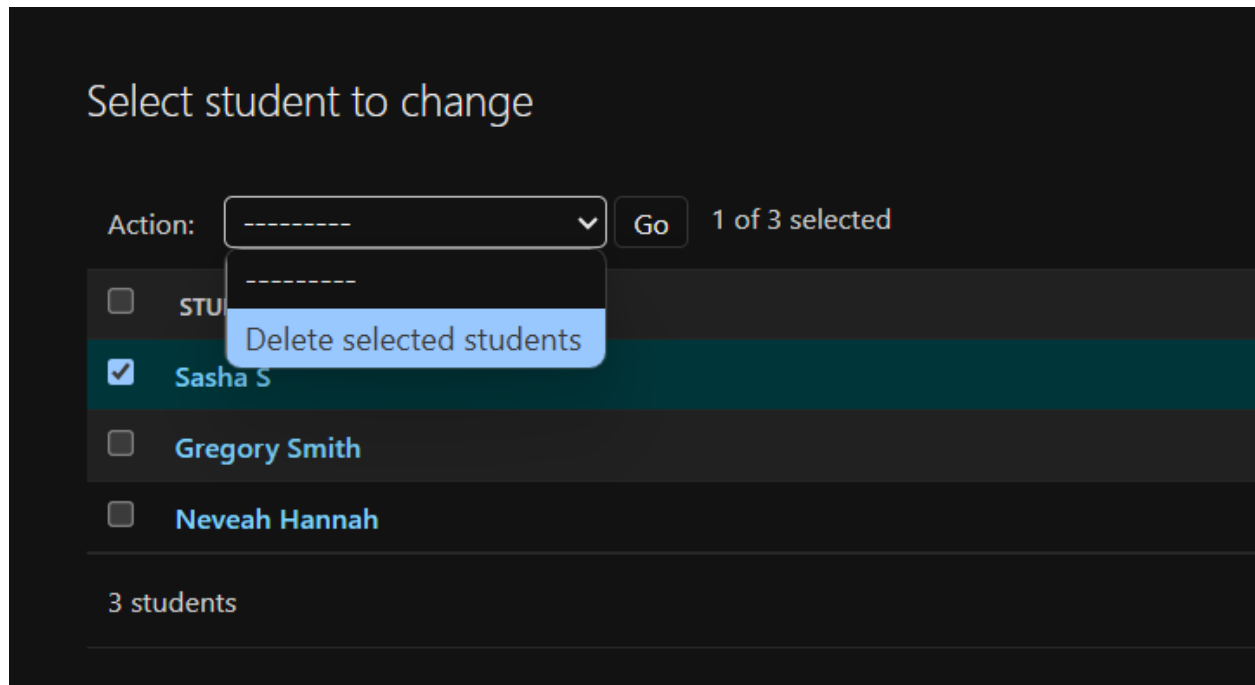 Select student to change
Action: --------- Go 1 of 3 selected
---------
STU
Delete selected students
Sasha S
Gregory Smith
Neveah Hannah
3 students